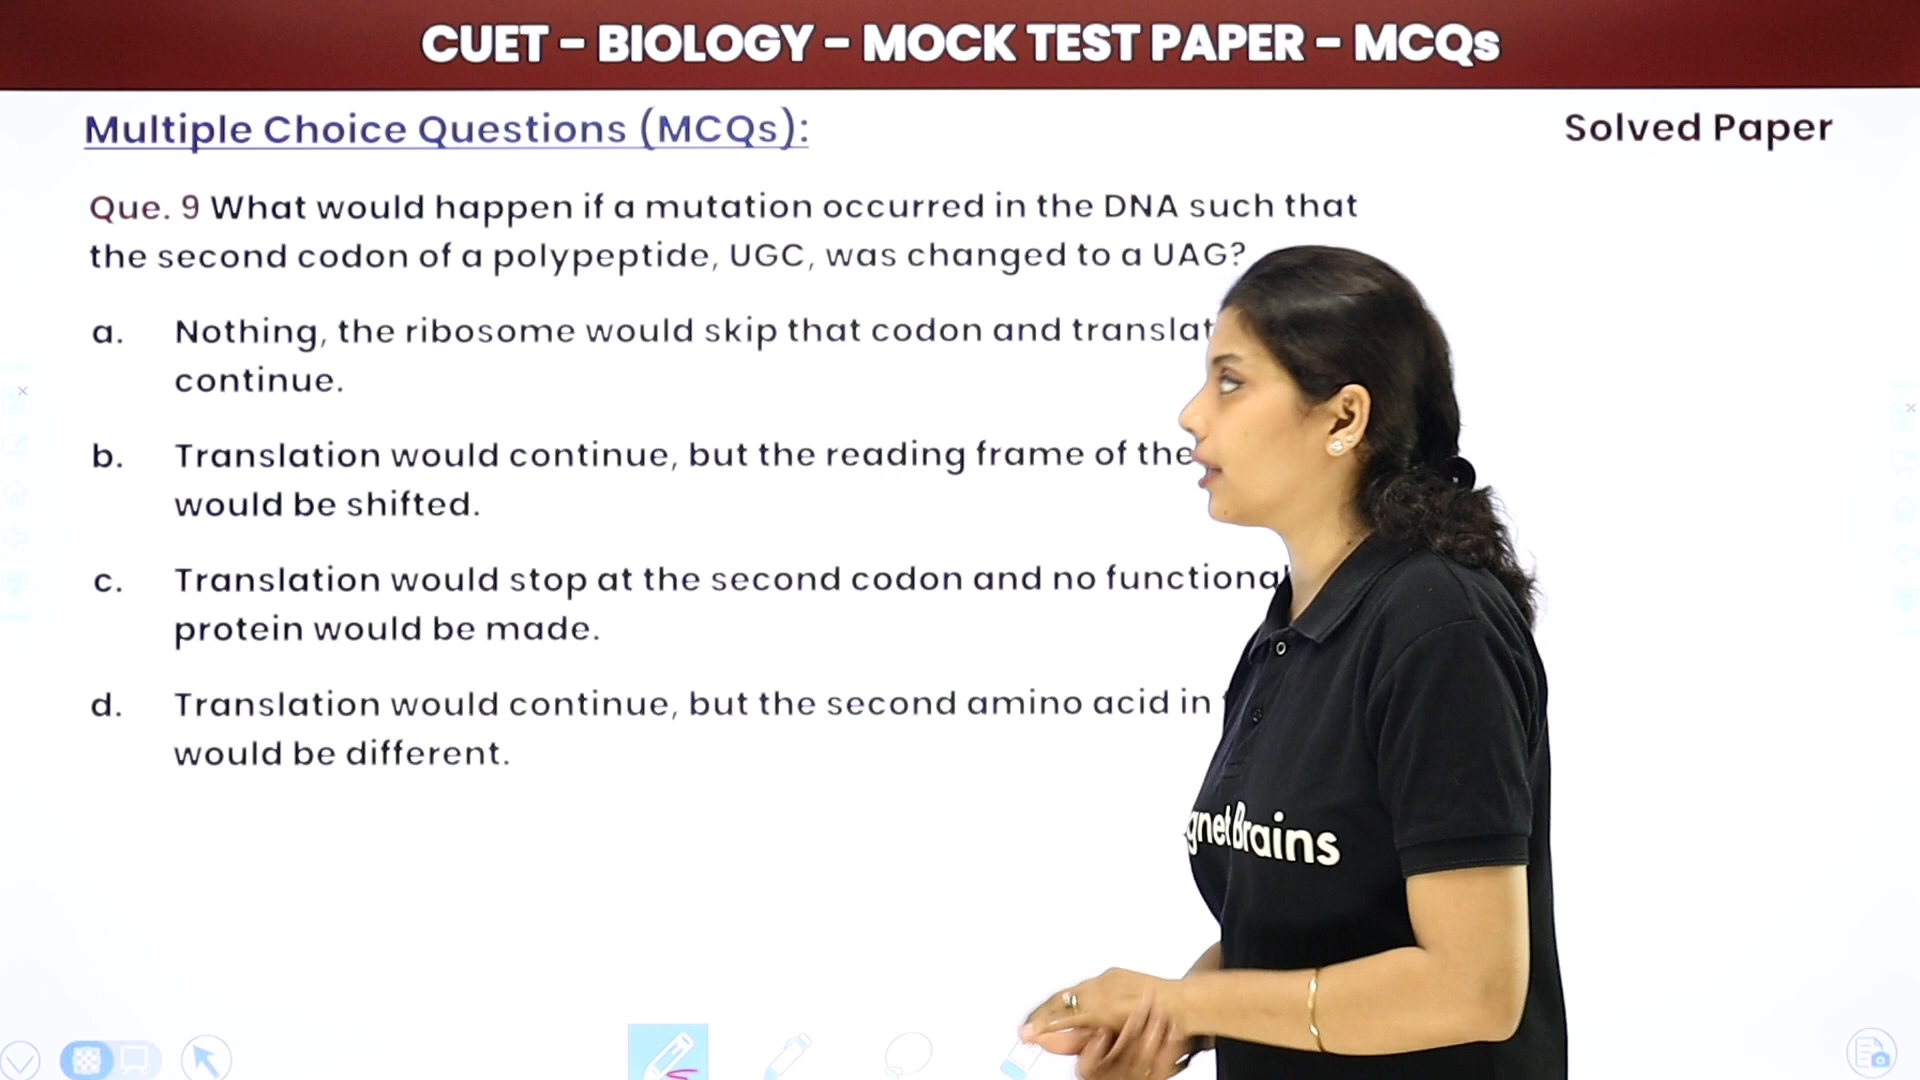 CUET - BIOLOGY - MOCK TEST PAPER - MCQs
Multiple Choice Questions (MCQs):
Solved Paper
Que. 9 What would happen if a mutation occurred in the DNA such that
the second codon of a polypeptide, UGC, was changed to a UAG?
a. Nothing, the ribosome would skip that codon and
continue.
b. Translation would continue, but the reading frame of the
would be shifted.
c. Translation would stop at the second codon and no functional
protein would be made.
d. Translation would continue, but the second amino acid in
would be different.
Brains